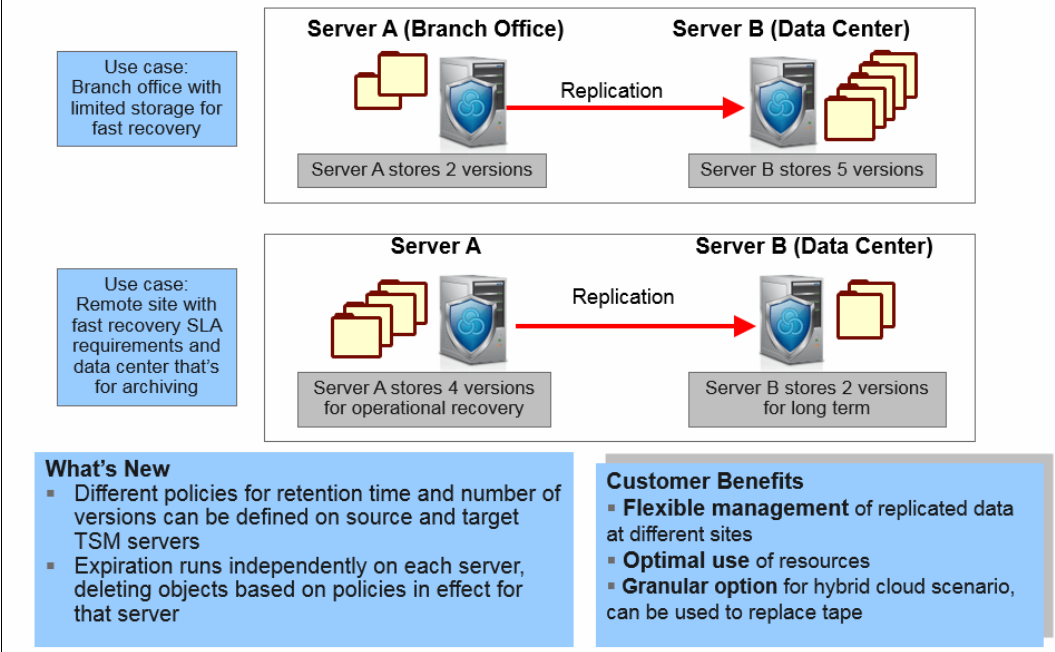 Server A (Branch Office)
Server B (Data Center)
Use case:
Branch office with
limited storage for
fast recovery
Replication
Server A stores 2 versions
Server B stores 5 versions
Server A
Server B (Data Center)
Use case:
Remote site with
fast recovery SLA
requirements and
data center that's
for archiving
Replication
Server A stores 4 versions
for operational recovery
Server B stores 2 versions
for long term
What's New
▪ Different policies for retention time and number of
versions can be defined on source and target
TSM servers
▪ Expiration runs independently on each server,
deleting objects based on policies in effect for
that server
Customer Benefits
▪ Flexible management of replicated data
at different sites
▪ Optimal use of resources
▪ Granular option for hybrid cloud scenario,
can be used to replace tape